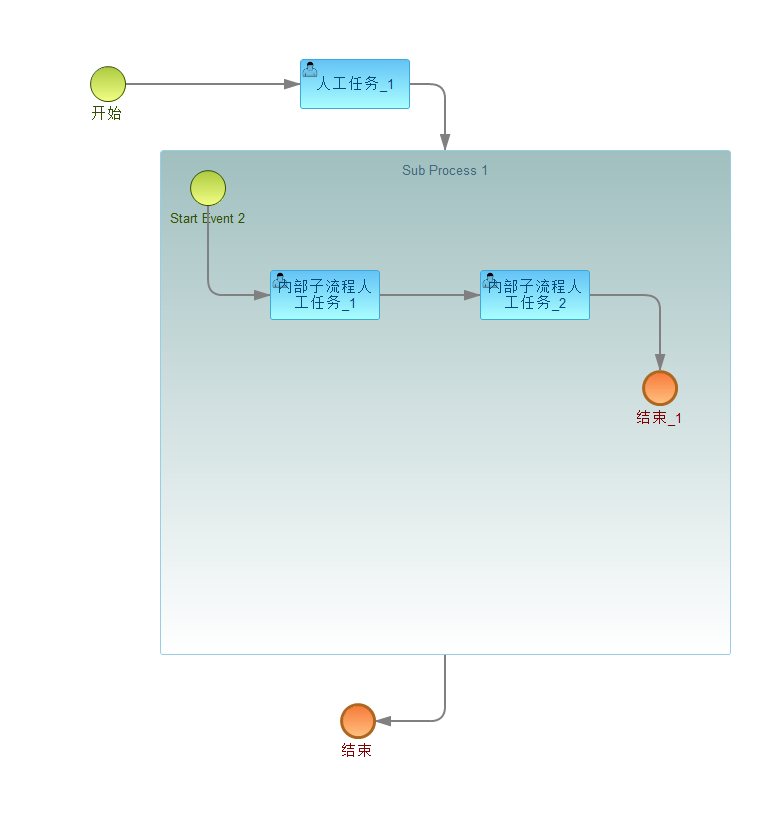 人工任务_1
开始
Sub Process 1
Start Event 2
内部子流程人
工任务_1
内部子流程人
工任务_2
结束_1
结束